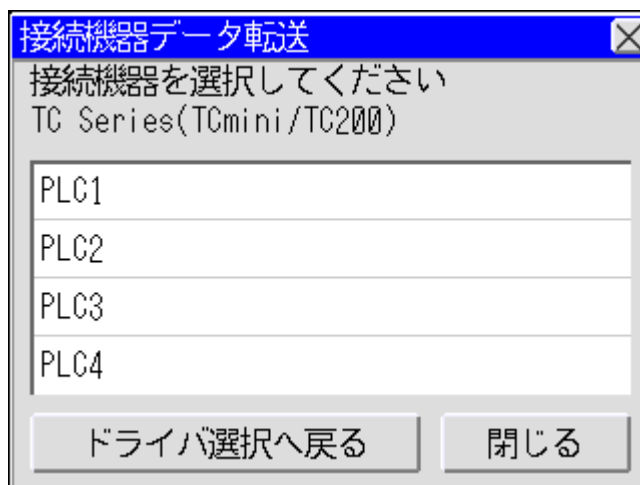 接続機器データ転送
接続機器を選択してください
TC Series(TCmini/TC200)
PLC1
PLC2
PLC3
PLC4
ドライバ選択へ戻る
閉じる